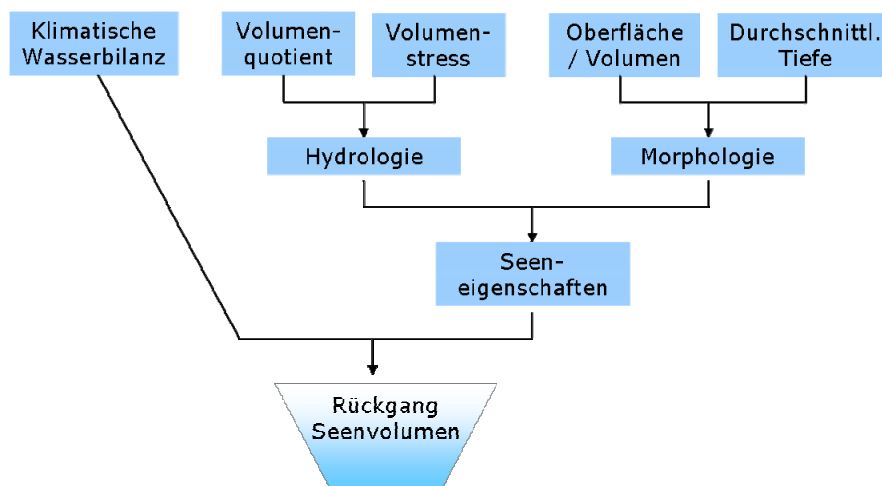 Klimatische
Wasserbilanz
Volumen-
quotient
Volumen-
stress
Oberfläche
/ Volumen
Durchschnittl.
Tiefe
Hydrologie
Morphologie
Seen-
eigenschaften
Rückgang
Seenvolumen